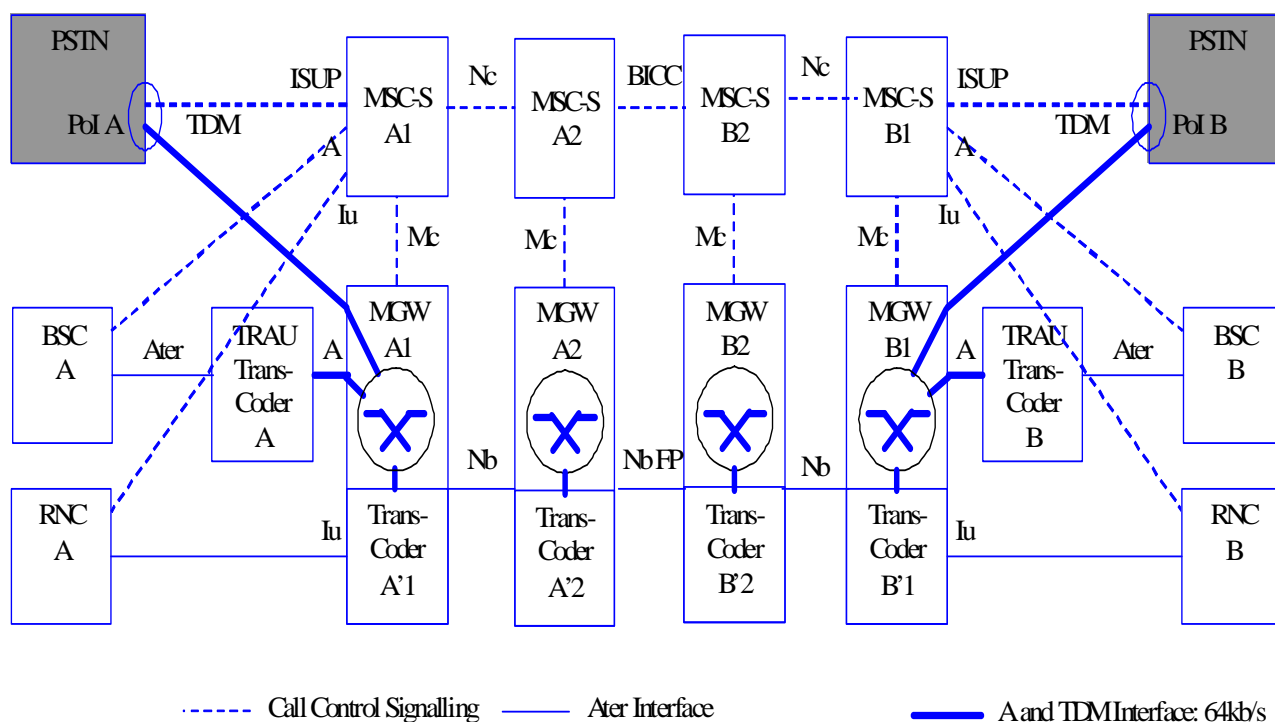 PSTN
PSTN
ISUP
Nc
BICC
Nc
ISUP
MSC-S
A1
MSC-S
A2
MSC-S
B2
MSC-S
B1
PoI A
TDM
TDM
PoI B
A
A
Iu
Iu
Mc
Mc
Mc
Mc
MGW
A1
MGW
A2
MGW
B2
MGW
B1
BSC
A
Ater
TRAU
Trans-
Coder
A
A
A
TRAU
Trans-
Coder
B
Ater
BSC
B
Nb
Nb FP
Nb
RNC
A
Iu
Trans-
Coder
A'1
Trans-
Coder
A'2
Trans-
Coder
B'2
Trans-
Coder
B'1
Iu
RNC
B
Call Control Signalling
Ater Interface
A and TDM Interface: 64kb/s